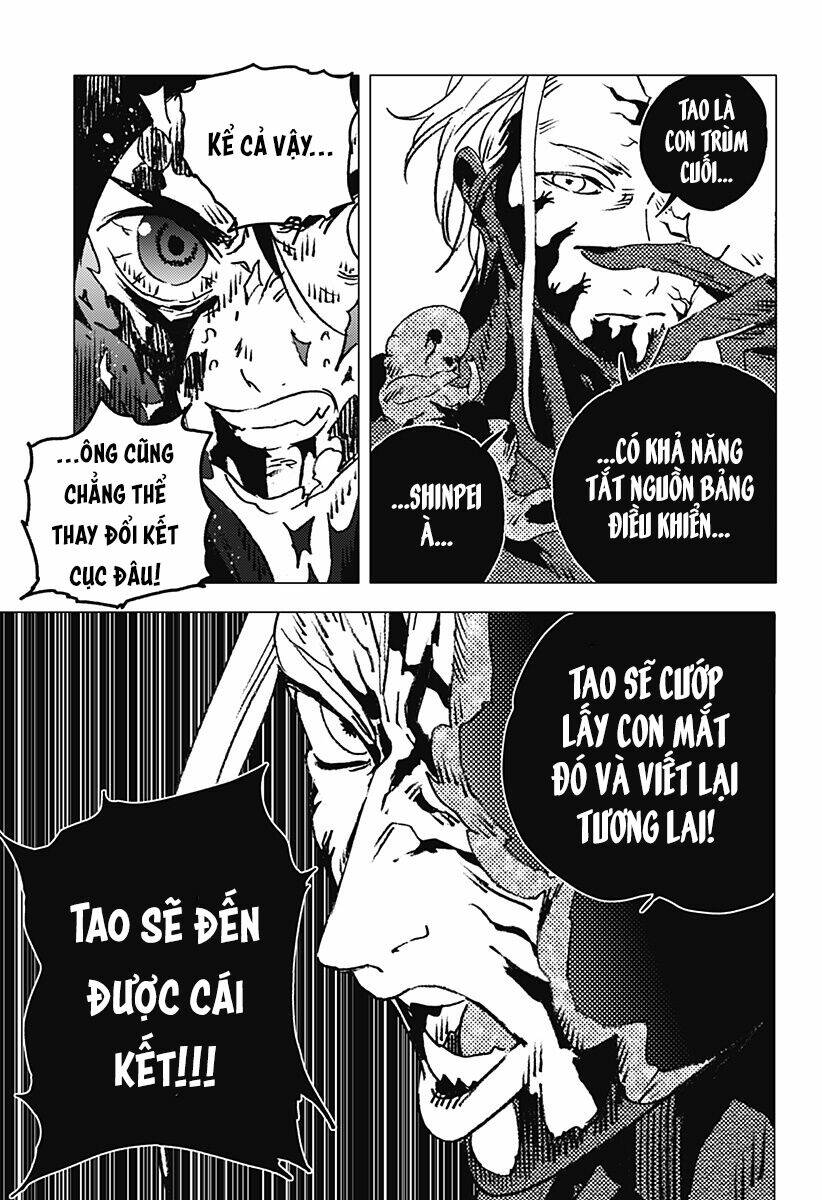 TAO LÀ
CON TRÙM
CUỐI...
...CÓ KHẢ NĂNG
TẮT NGUỒN BẢNG
ĐIỀU KHIỂN...
...SHINPEI
À...
KỂ CẢ VẬY...
...ÔNG CŨNG
CHẲNG THỂ
THAY ĐỔI KẾT
CỤC ĐÂU!
TAO SẼ CƯỚP
LẤY CON MẮT
ĐÓ VÀ VIẾT LẠI
TƯƠNG LAI!
TAO SẼ ĐẾN
ĐƯỢC CÁI
KẾT!!!